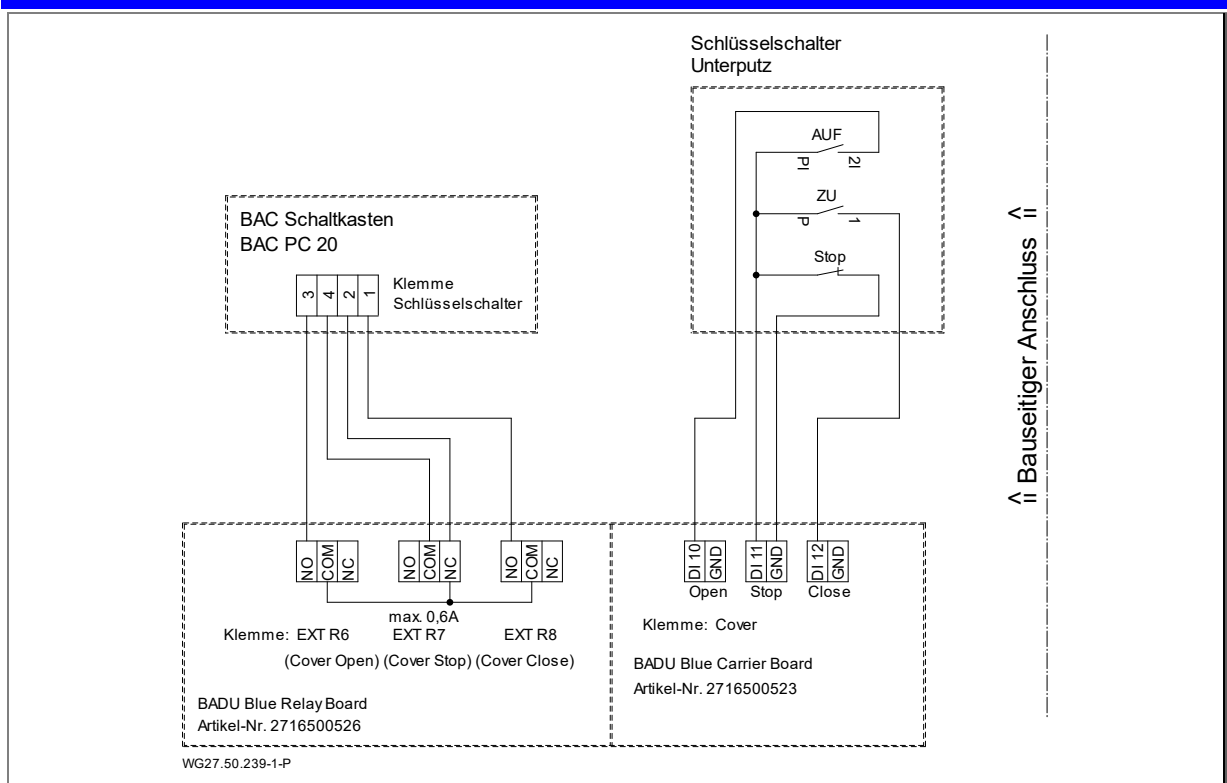 Schlüsselschalter
Unterputz
AUF
PI
2I
ZU
P
1
Stop
BAC Schaltkasten
BAC PC 20
3
4
2
1
Klemme
Schlüsselschalter
<= Bauseitiger Anschluss <=
NO
COM
NC
NO
COM
NC
NO
COM
NC
max. 0,6A
Klemme: EXT R6 EXT R7 EXT R8
(Cover Open) (Cover Stop) (Cover Close)
BADU Blue Relay Board
Artikel-Nr. 2716500526
DI 10
GND
DI 11
GND
DI 12
GND
Open Stop Close
Klemme: Cover
BADU Blue Carrier Board
Artikel-Nr. 2716500523
WG27.50.239-1-P